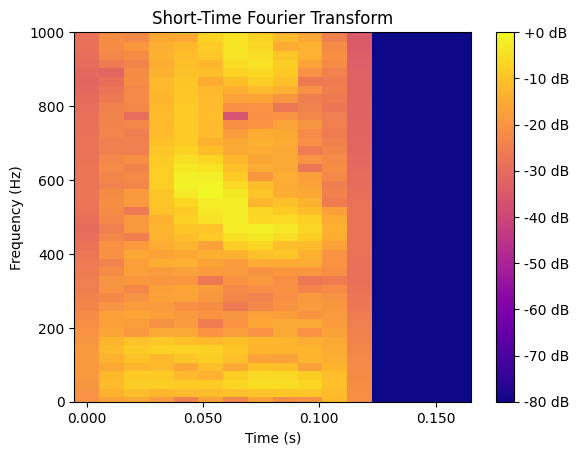 Short-Time Fourier Transform
1000
800
600
400
200
0
Frequency (Hz)
0.000
0.050
0.100
0.150
Time (s)
+0 dB
-10 dB
-20 dB
-30 dB
-40 dB
-50 dB
-60 dB
-70 dB
-80 dB